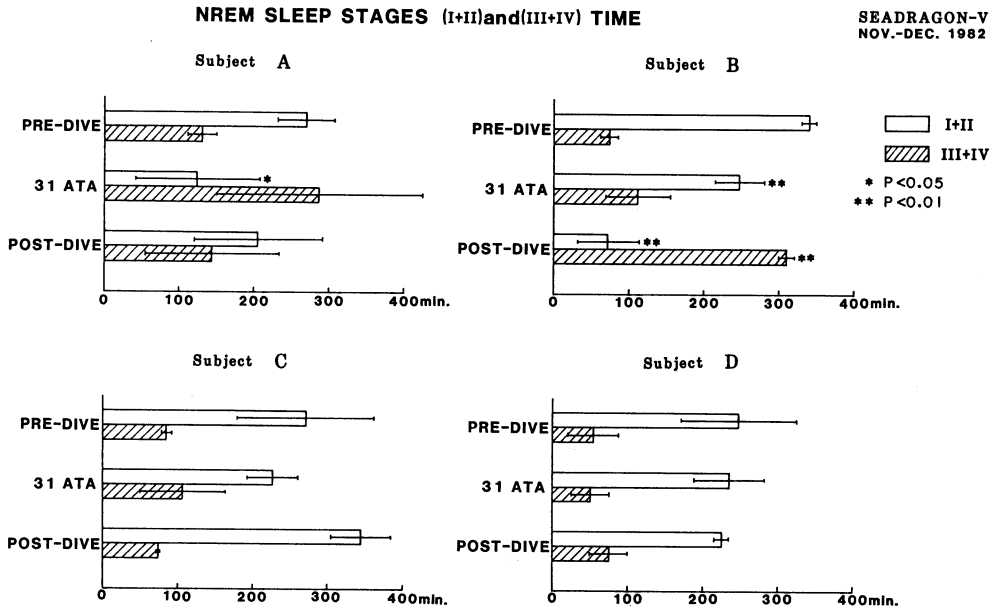 NREM SLEEP STAGES (I+II)and(III+IV) TIME
SEADRAGON-V
NOV.-DEC. 1982
Subject A
PRE-DIVE
31 ATA
*
POST-DIVE
0 100 200 300 400min.
Subject B
PRE-DIVE
31 ATA
**
POST-DIVE
**
**
0 100 200 300 400min.
I+II
III+IV
* P<0.05
** P<0.01
Subject C
PRE-DIVE
31 ATA
POST-DIVE
0 100 200 300 400min.
Subject D
PRE-DIVE
31 ATA
POST-DIVE
0 100 200 300 400min.